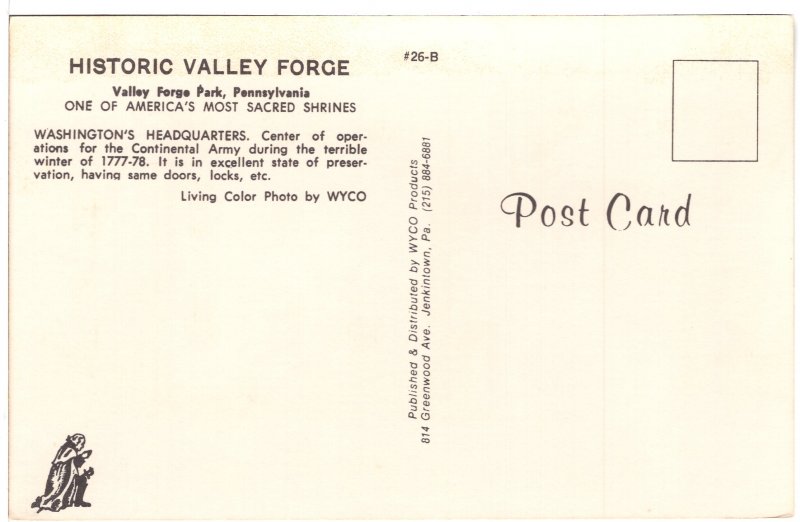 HISTORIC VALLEY FORGE
Valley Forge Park, Pennsylvania
ONE OF AMERICA'S MOST SACRED SHRINES
WASHINGTON'S HEADQUARTERS. Center of oper-
ations for the Continental Army during the terrible
winter of 1777-78. It is in excellent state of preser-
vation, having same doors, locks, etc.
Living Color Photo by WYCO
#26-B
Published & Distributed by WYCO Products
814 Greenwood Ave. Jenkintown, Pa. (215) 884-6881
Post Card